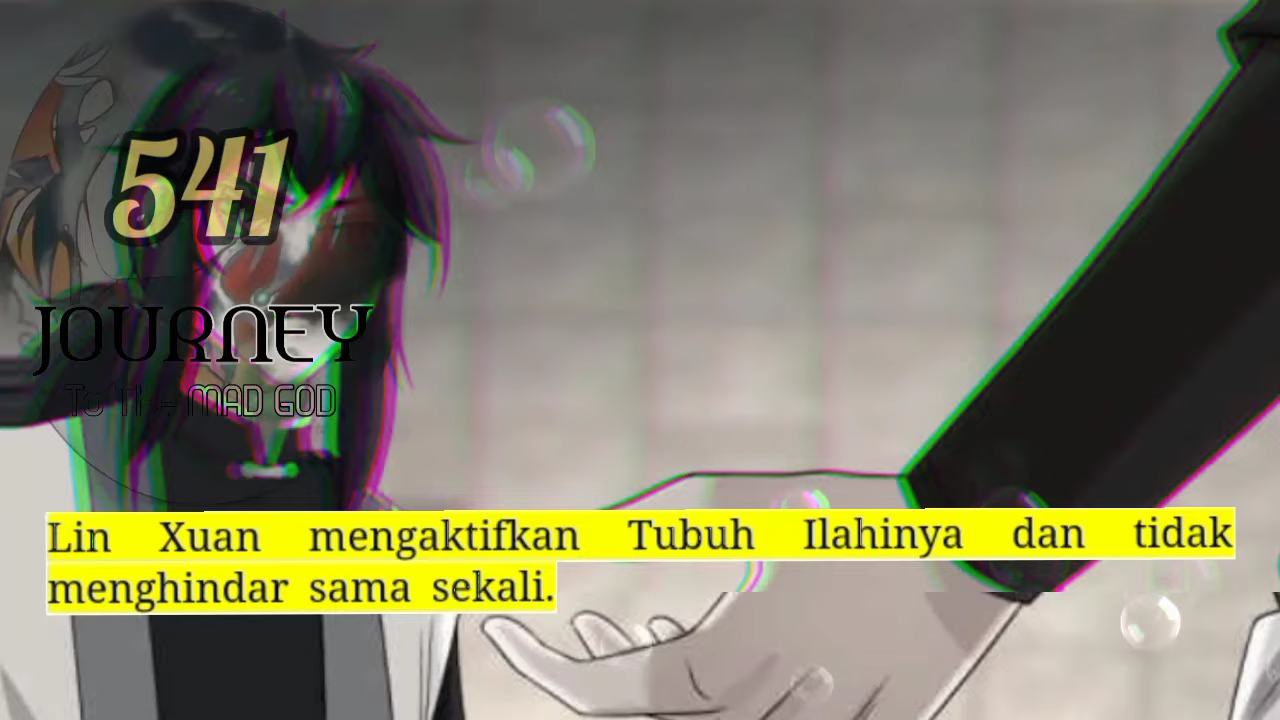 541
JOURNEY
To The MAD GOD
Lin Xuan mengaktifkan Tubuh Ilahinya dan tidak
menghindar sama sekali.